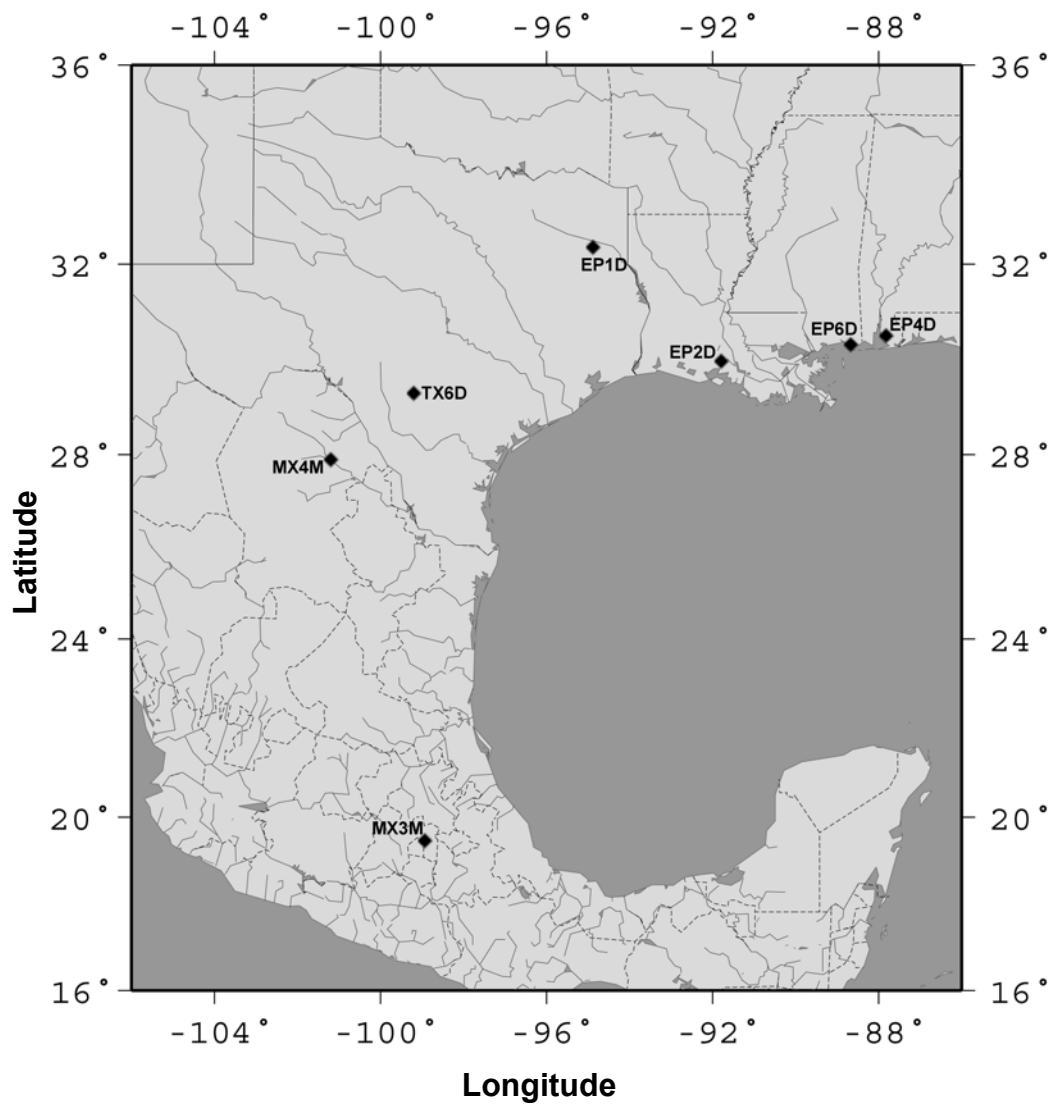 -104° -100° -96° -92° -88°
36° 36°
EP1D
32° 32°
EP6D EP4D
EP2D
TX6D
28° 28°
MX4M
Latitude
24° 24°
20° 20°
MX3M
16° 16°
-104° -100° -96° -92° -88°
Longitude